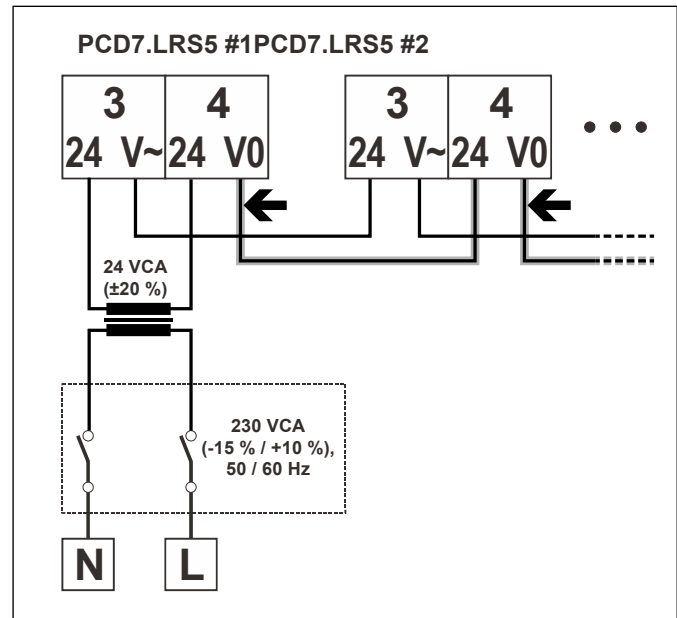 PCD7.LRS5 #1PCD7.LRS5 #2
3 4 3 4
24 V~ 24 V0 24 V~ 24 V0
24 VCA
(±20 %)
230 VCA
(-15 % / +10 %),
50 / 60 Hz
N L